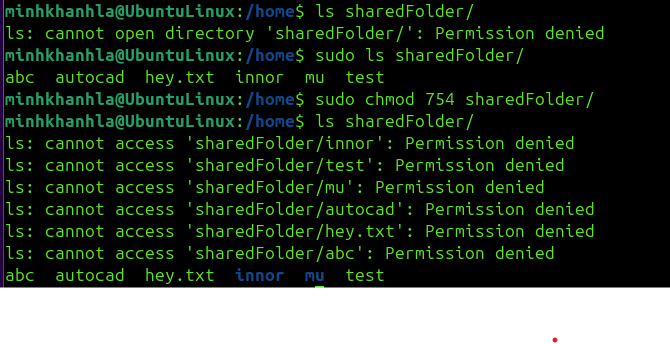 minhkhanhla@UbuntuLinux:/home$ ls sharedFolder/
ls: cannot open directory 'sharedFolder/': Permission denied
minhkhanhla@UbuntuLinux:/home$ sudo ls sharedFolder/
abc  autocad  hey.txt  innor  mu  test
minhkhanhla@UbuntuLinux:/home$ sudo chmod 754 sharedFolder/
minhkhanhla@UbuntuLinux:/home$ ls sharedFolder/
ls: cannot access 'sharedFolder/innor': Permission denied
ls: cannot access 'sharedFolder/test': Permission denied
ls: cannot access 'sharedFolder/mu': Permission denied
ls: cannot access 'sharedFolder/autocad': Permission denied
ls: cannot access 'sharedFolder/hey.txt': Permission denied
ls: cannot access 'sharedFolder/abc': Permission denied
abc  autocad  hey.txt  innor  mu  test